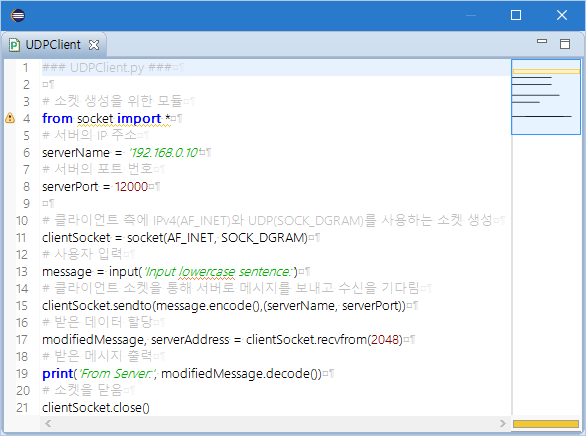 UDPClient
1 ### UDPClient.py ###
2
3 # 소켓 생성을 위한 모듈
4 from socket import *
5 # 서버의 IP 주소
6 serverName = '192.168.0.10'
7 # 서버의 포트 번호
8 serverPort = 12000
9
10 # 클라이언트 측에 IPv4(AF_INET)와 UDP(SOCK_DGRAM)를 사용하는 소켓 생성
11 clientSocket = socket(AF_INET, SOCK_DGRAM)
12 # 사용자 입력
13 message = input('Input lowercase sentence:')
14 # 클라이언트 소켓을 통해 서버로 메시지를 보내고 수신을 기다림
15 clientSocket.sendto(message.encode(),(serverName, serverPort))
16 # 받은 데이터 할당
17 modifiedMessage, serverAddress = clientSocket.recvfrom(2048)
18 # 받은 메시지 출력
19 print('From Server:', modifiedMessage.decode())
20 # 소켓을 닫음
21 clientSocket.close()